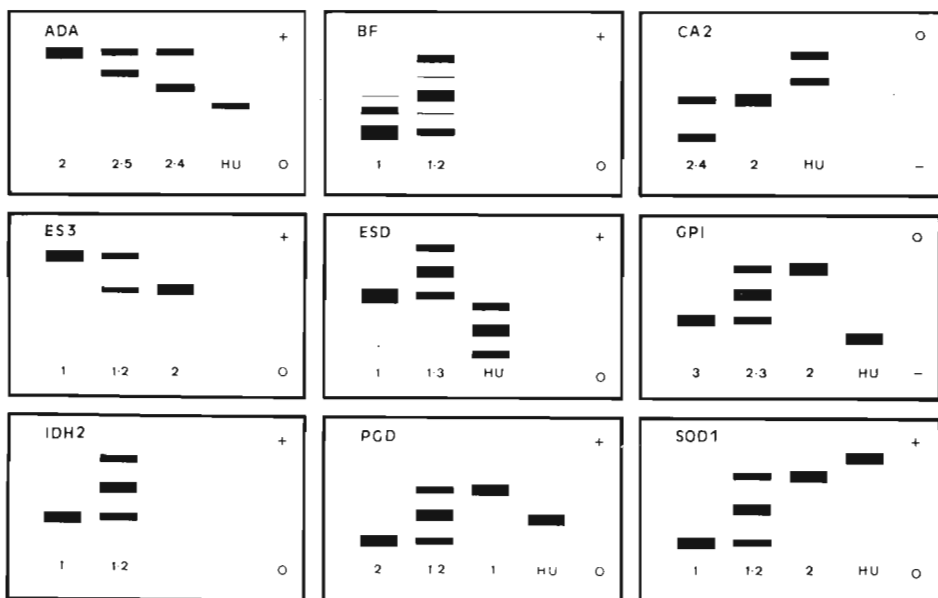 ADA +
2 2·5 2·4 HU O
BF +
1 1·2 O
CA2 O
2·4 2 HU −
ES3 +
1 1·2 2 O
ESD +
1 1·3 HU O
GPI O
3 2·3 2 HU −
IDH2 +
1 1·2 O
PGD +
2 1·2 1 HU O
SOD1 +
1 1·2 2 HU O